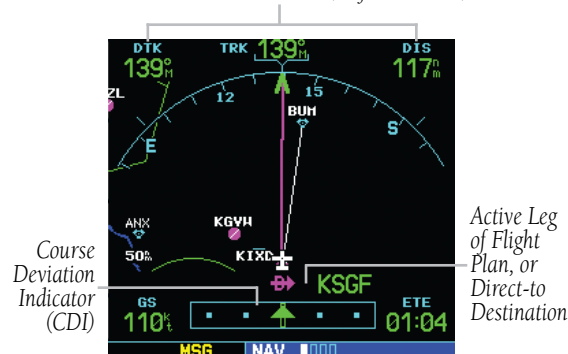 DTK TRK 139°M DIS
139°M 117nm
ZL
12 15
BUM
E S
ANX
KGYW
50nm KIXD
KSGF
GS ETE
110kt 01:04
MSG NAV
Course
Deviation
Indicator
(CDI)
Active Leg
of Flight
Plan, or
Direct-to
Destination